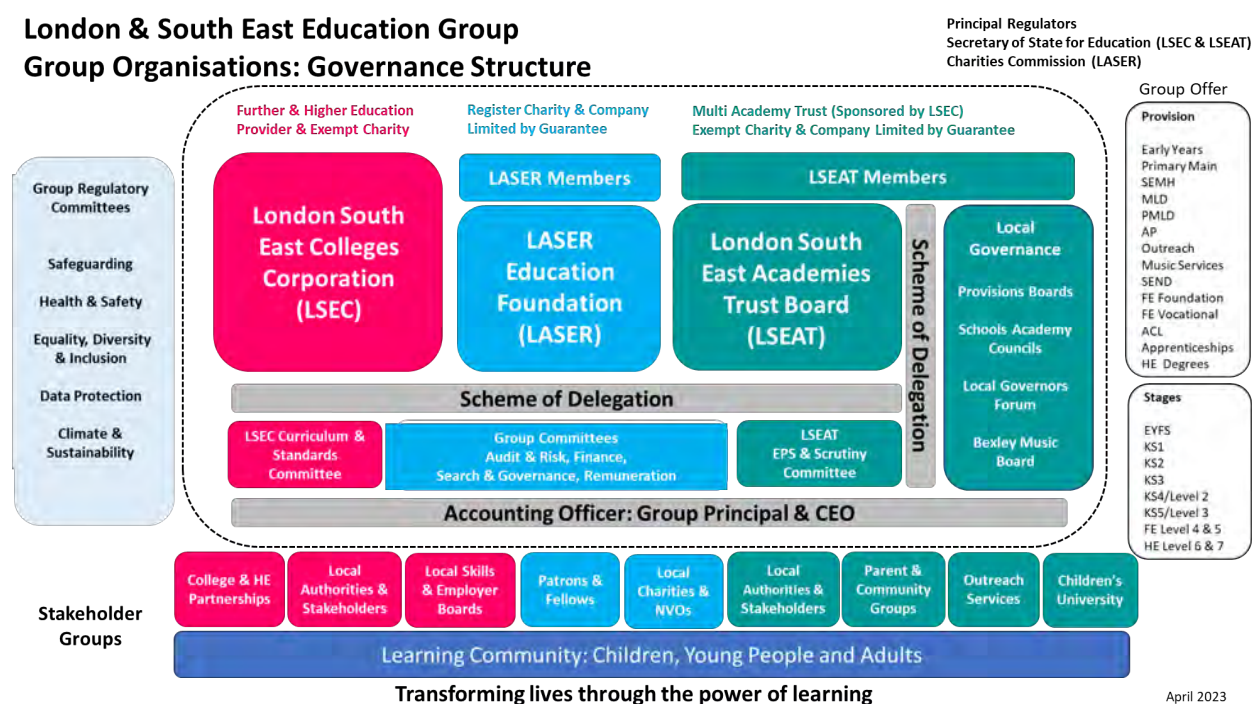 London & South East Education Group
Group Organisations: Governance Structure
Principal Regulators
Secretary of State for Education (LSEC & LSEAT)
Charities Commission (LASER)
Further & Higher Education
Provider & Exempt Charity
Register Charity & Company
Limited by Guarantee
Multi Academy Trust (Sponsored by LSEC)
Exempt Charity & Company Limited by Guarantee
Group Regulatory
Committees
Safeguarding
Health & Safety
Equality, Diversity
& Inclusion
Data Protection
Climate &
Sustainability
London South
East Colleges
Corporation
(LSEC)
LASER Members
LASER
Education
Foundation
(LASER)
LSEAT Members
London South
East Academies
Trust Board
(LSEAT)
Scheme of Delegation
Local
Governance
Provisions Boards
Schools Academy
Councils
Local Governors
Forum
Bexley Music
Board
Scheme of Delegation
LSEC Curriculum &
Standards
Committee
Group Committees
Audit & Risk, Finance,
Search & Governance, Remuneration
LSEAT
EPS & Scrutiny
Committee
Accounting Officer: Group Principal & CEO
Group Offer
Provision
Early Years
Primary Main
SEMH
MLD
PMLD
AP
Outreach
Music Services
SEND
FE Foundation
FE Vocational
ACL
Apprenticeships
HE Degrees
Stages
EYFS
KS1
KS2
KS3
KS4/Level 2
KS5/Level 3
FE Level 4 & 5
HE Level 6 & 7
Stakeholder
Groups
College & HE
Partnerships
Local
Authorities &
Stakeholders
Local Skills
& Employer
Boards
Patrons &
Fellows
Local
Charities &
NVOs
Local
Authorities &
Stakeholders
Parent &
Community
Groups
Outreach
Services
Children's
University
Learning Community: Children, Young People and Adults
Transforming lives through the power of learning
April 2023